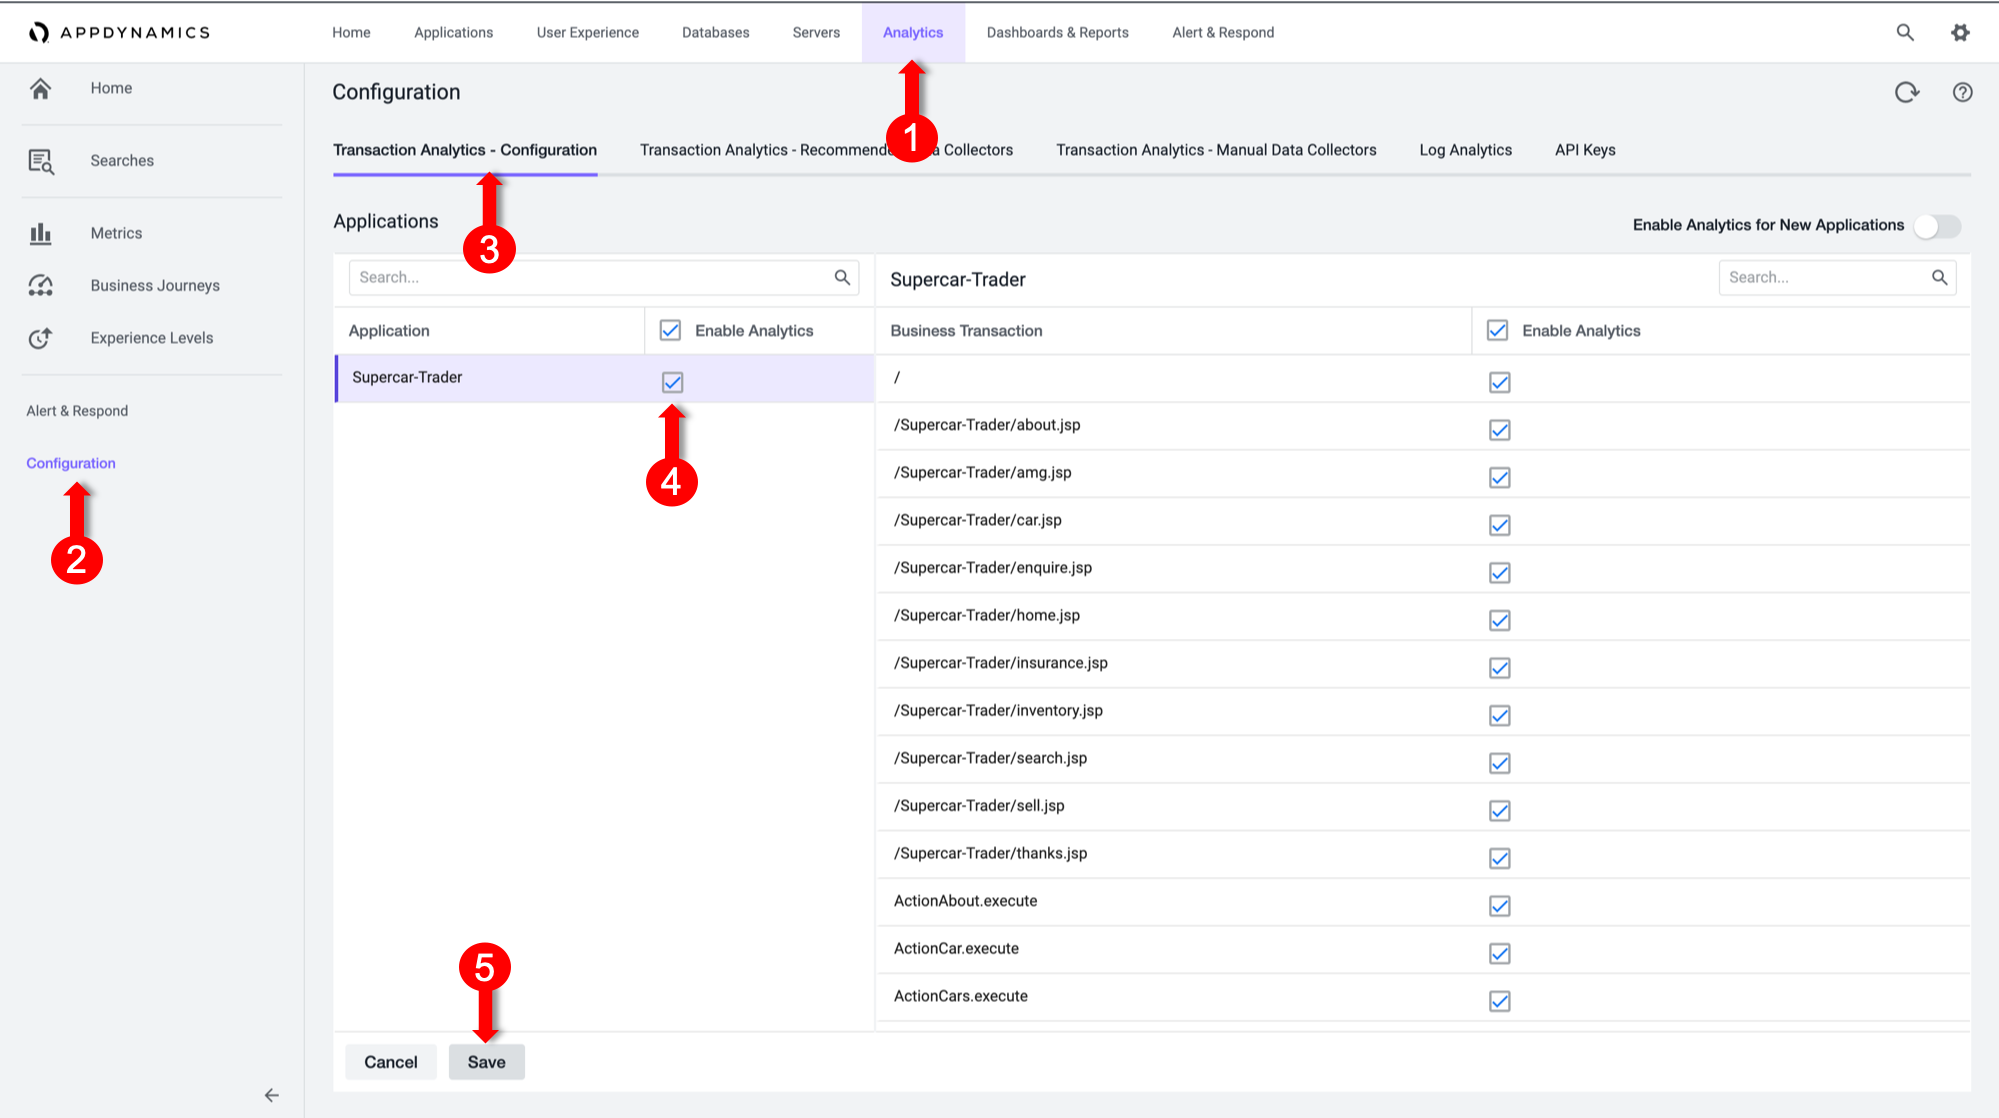 APPDYNAMICS
Home
Applications
User Experience
Databases
Servers
Analytics
Dashboards & Reports
Alert & Respond
Home
Searches
Metrics
Business Journeys
Experience Levels
Alert & Respond
Configuration
2
Configuration
1
Transaction Analytics - Configuration
Transaction Analytics - Recommende a Collectors
Transaction Analytics - Manual Data Collectors
Log Analytics
API Keys
3
Applications
Enable Analytics for New Applications
Search...
Supercar-Trader
Search...
Application
Enable Analytics
Business Transaction
Enable Analytics
Supercar-Trader
4
/
/Supercar-Trader/about.jsp
/Supercar-Trader/amg.jsp
/Supercar-Trader/car.jsp
/Supercar-Trader/enquire.jsp
/Supercar-Trader/home.jsp
/Supercar-Trader/insurance.jsp
/Supercar-Trader/inventory.jsp
/Supercar-Trader/search.jsp
/Supercar-Trader/sell.jsp
/Supercar-Trader/thanks.jsp
ActionAbout.execute
ActionCar.execute
ActionCars.execute
5
Cancel
Save